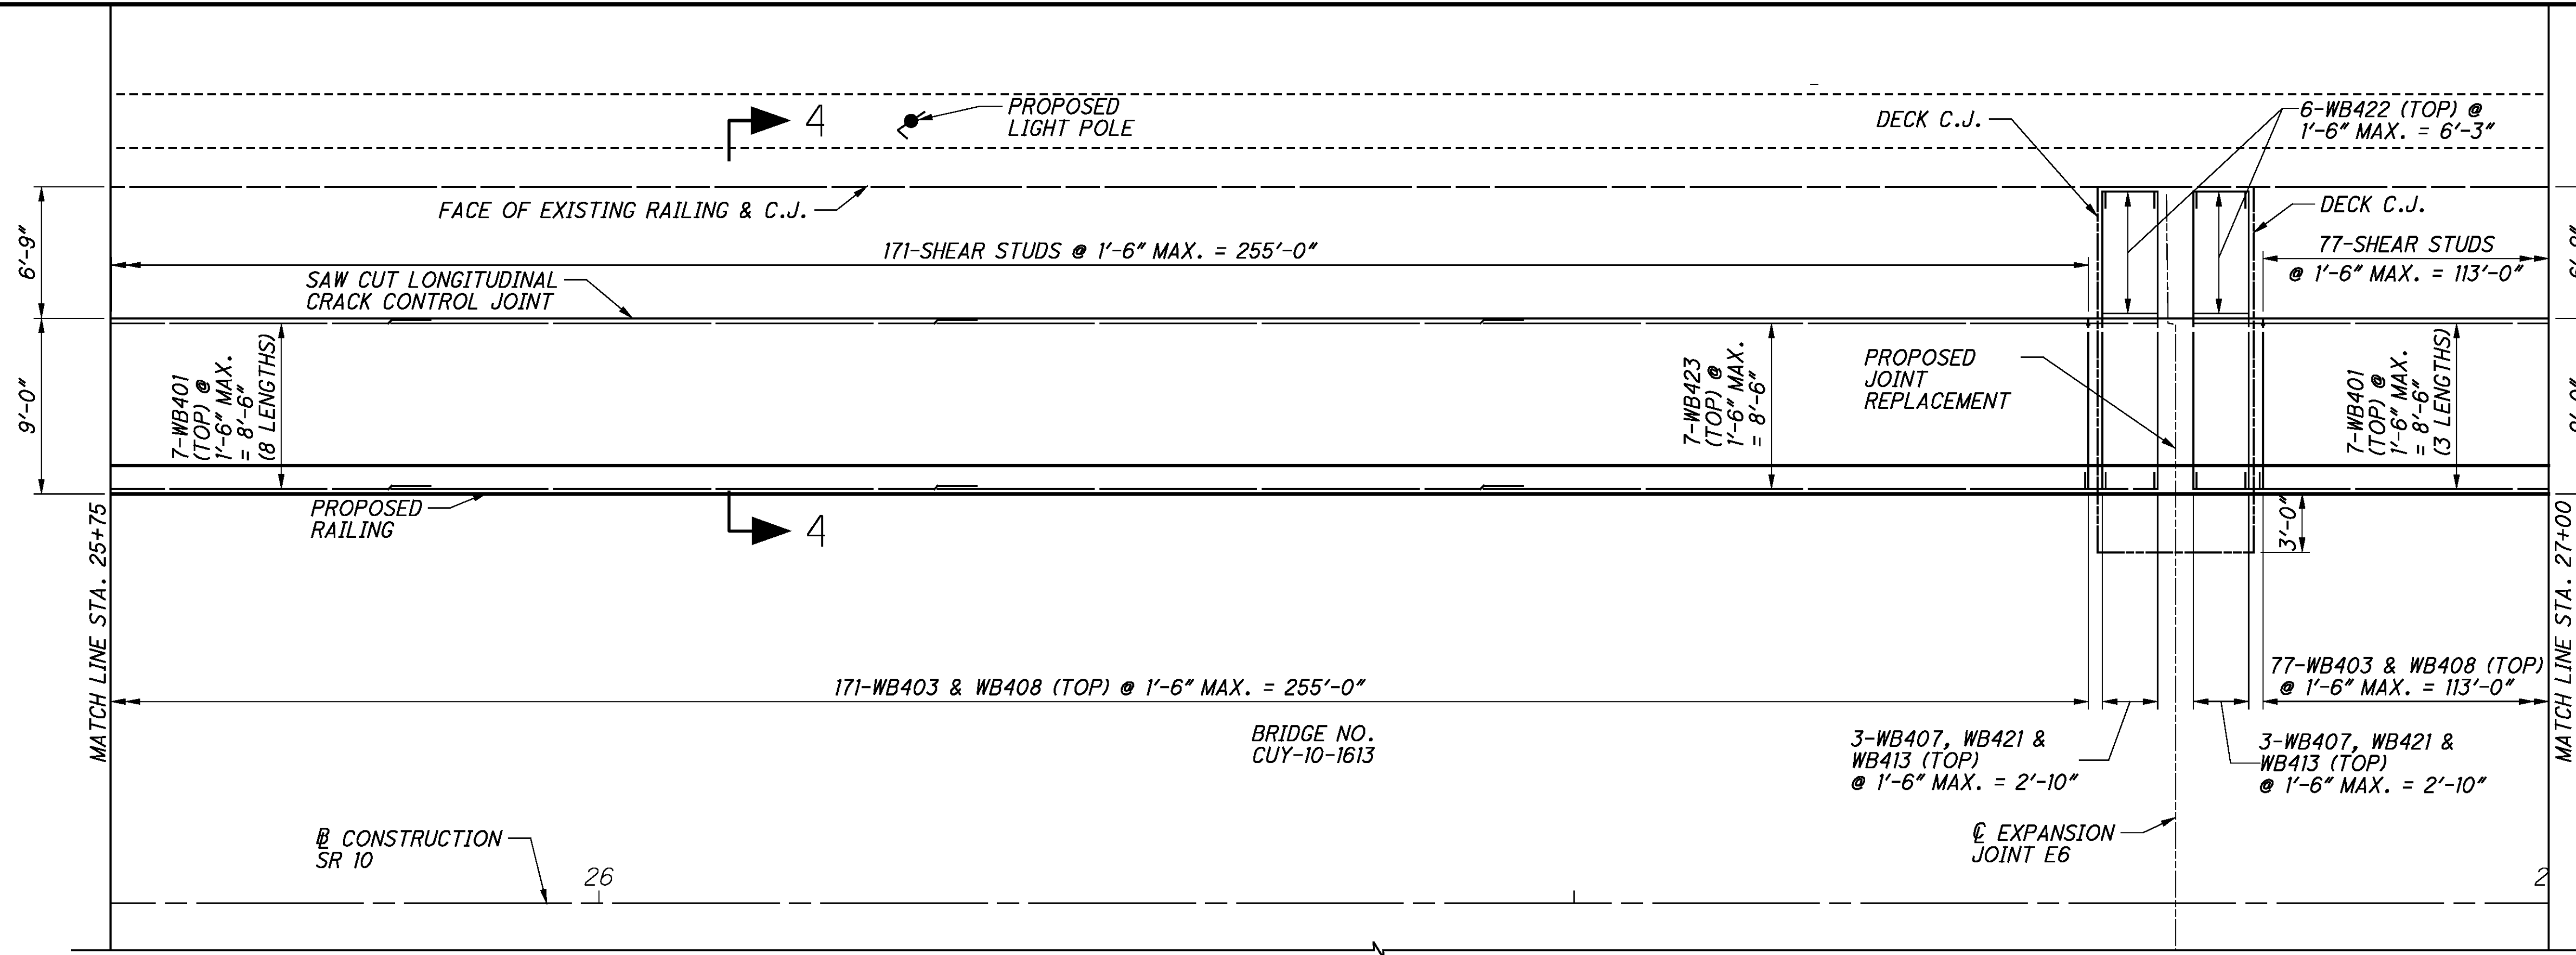 4
PROPOSED
LIGHT POLE
DECK C.J.
6-WB422 (TOP) @
1'-6" MAX. = 6'-3"
FACE OF EXISTING RAILING & C.J.
DECK C.J.
6'-9"
171-SHEAR STUDS @ 1'-6" MAX. = 255'-0"
77-SHEAR STUDS
@ 1'-6" MAX. = 113'-0"
SAW CUT LONGITUDINAL
CRACK CONTROL JOINT
9'-0"
7-WB401
(TOP) @
1'-6" MAX.
= 8'-6"
(8 LENGTHS)
7-WB423
(TOP) @
1'-6" MAX.
= 8'-6"
PROPOSED
JOINT
REPLACEMENT
7-WB401
(TOP) @
1'-6" MAX.
= 8'-6"
(3 LENGTHS)
PROPOSED
RAILING
4
3'-0"
MATCH LINE STA. 25+75
MATCH LINE STA. 27+00
171-WB403 & WB408 (TOP) @ 1'-6" MAX. = 255'-0"
77-WB403 & WB408 (TOP)
@ 1'-6" MAX. = 113'-0"
BRIDGE NO.
CUY-10-1613
3-WB407, WB421 &
WB413 (TOP)
@ 1'-6" MAX. = 2'-10"
3-WB407, WB421 &
WB413 (TOP)
@ 1'-6" MAX. = 2'-10"
BL CONSTRUCTION
SR 10
CL EXPANSION
JOINT E6
26
2